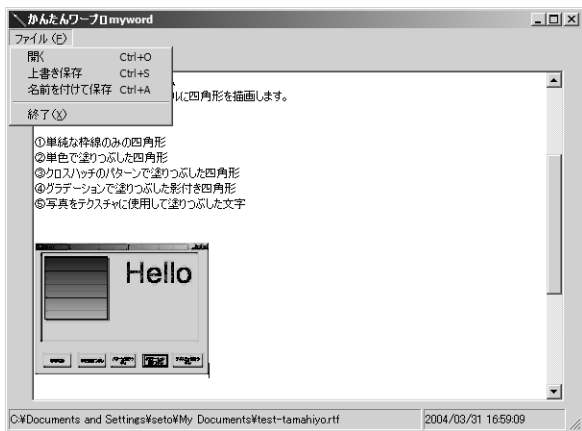 かんたんワープロmyword
ファイル(F)
開く Ctrl+O
上書き保存 Ctrl+S
名前を付けて保存 Ctrl+A
終了(X)
ルに四角形を描画します。
①単純な枠線のみの四角形
②単色で塗りつぶした四角形
③クロスハッチのパターンで塗りつぶした四角形
④グラデーションで塗りつぶした影付き四角形
⑤写真をテクスチャに使用して塗りつぶした文字
Hello
C:¥Documents and Settings¥seto¥My Documents¥test-tamahiyo.rtf 2004/03/31 16:59:09